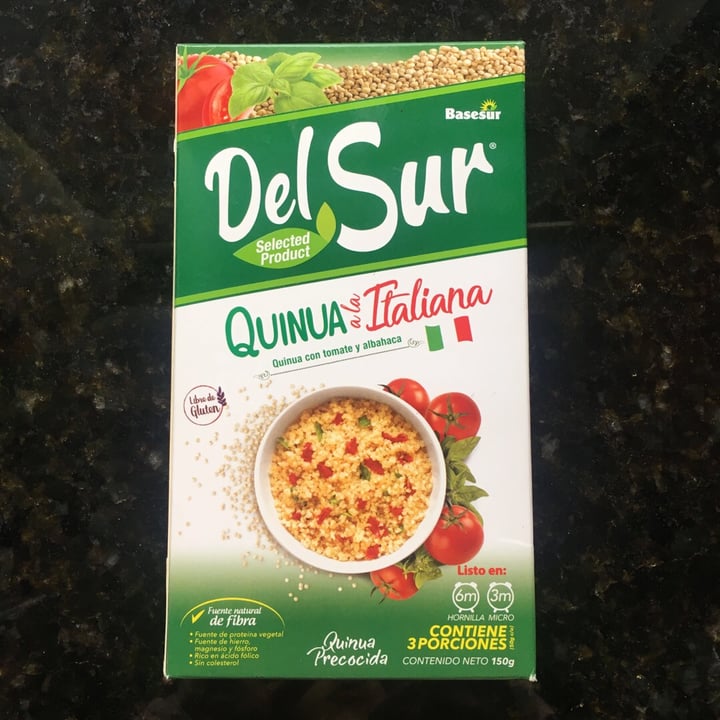 Basesur
Del Sur®
Selected
Product
QUINUA a la Italiana
Quinua con tomate y albahaca
Libre de
Gluten
Listo en:
6m 3m
HORNILLA MICRO
Fuente natural
de fibra
• Fuente de proteína vegetal
• Fuente de hierro,
magnesio y fósforo
• Rico en ácido fólico
• Sin colesterol
Quinua
Precocida
CONTIENE
3 PORCIONES
(50g c/u)
CONTENIDO NETO 150g